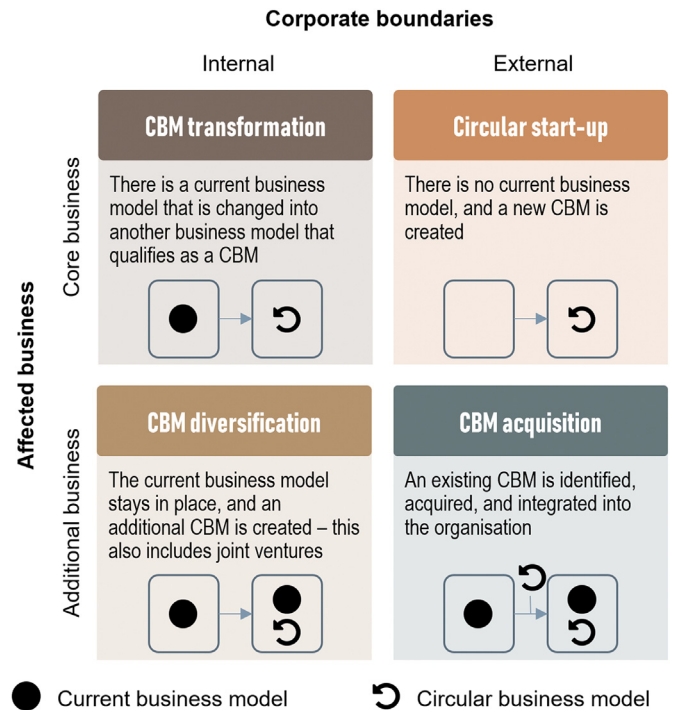 Corporate boundaries
Internal
External
Affected business
Core business
CBM transformation
There is a current business
model that is changed into
another business model that
qualifies as a CBM
Circular start-up
There is no current business
model, and a new CBM is
created
Additional business
CBM diversification
The current business model
stays in place, and an
additional CBM is created – this
also includes joint ventures
CBM acquisition
An existing CBM is identified,
acquired, and integrated into
the organisation
Current business model
Circular business model